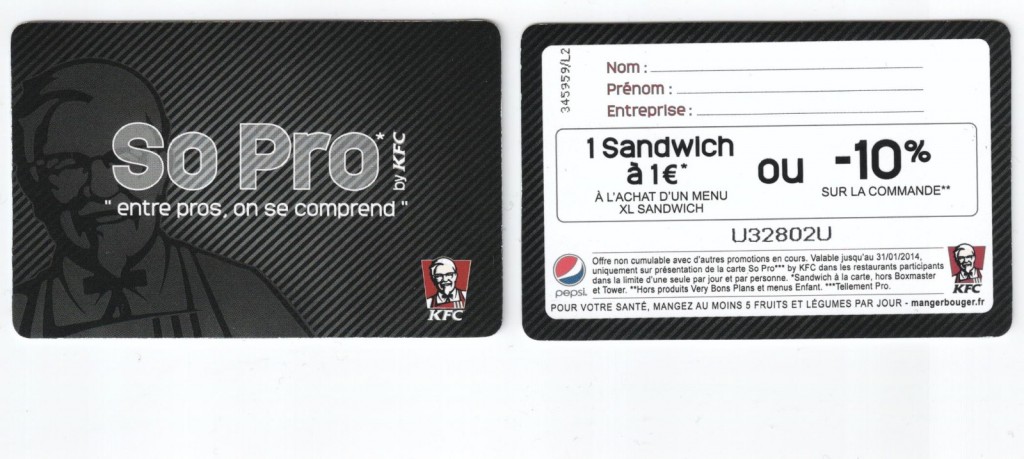 So Pro*
by KFC
" entre pros, on se comprend "
KFC
345959/L2
Nom :
Prénom :
Entreprise :
1 Sandwich
à 1€*
À L'ACHAT D'UN MENU
XL SANDWICH
ou
-10%
SUR LA COMMANDE**
U32802U
pepsi.
Offre non cumulable avec d'autres promotions en cours. Valable jusqu'au 31/01/2014,
uniquement sur présentation de la carte So Pro*** by KFC dans les restaurants participants
dans la limite d'une seule par jour et par personne. *Sandwich à la carte, hors Boxmaster
et Tower. **Hors produits Very Bons Plans et menus Enfant. ***Tellement Pro.
KFC
POUR VOTRE SANTÉ, MANGEZ AU MOINS 5 FRUITS ET LÉGUMES PAR JOUR - mangerbouger.fr